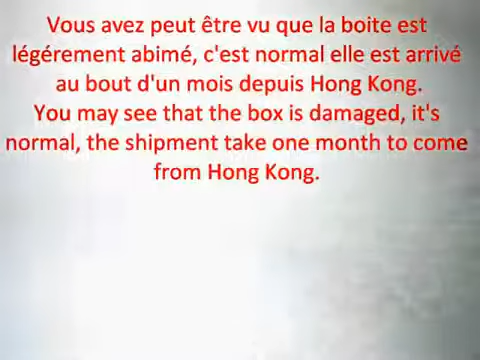 Vous avez peut être vu que la boite est
légérement abimé, c'est normal elle est arrivé
au bout d'un mois depuis Hong Kong.
You may see that the box is damaged, it's
normal, the shipment take one month to come
from Hong Kong.